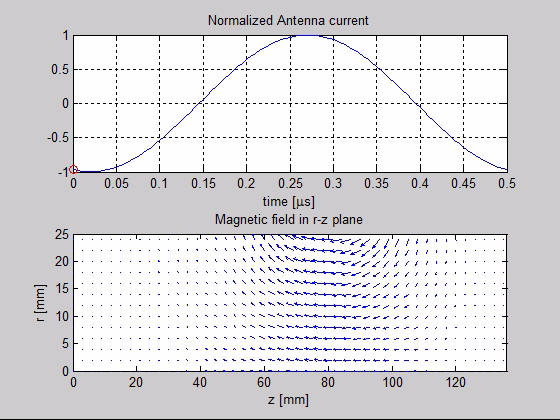 Normalized Antenna current
1
0.5
0
-0.5
-1
0 0.05 0.1 0.15 0.2 0.25 0.3 0.35 0.4 0.45 0.5
time [µs]
Magnetic field in r-z plane
25
20
15
10
5
0
r [mm]
0 20 40 60 80 100 120
z [mm]